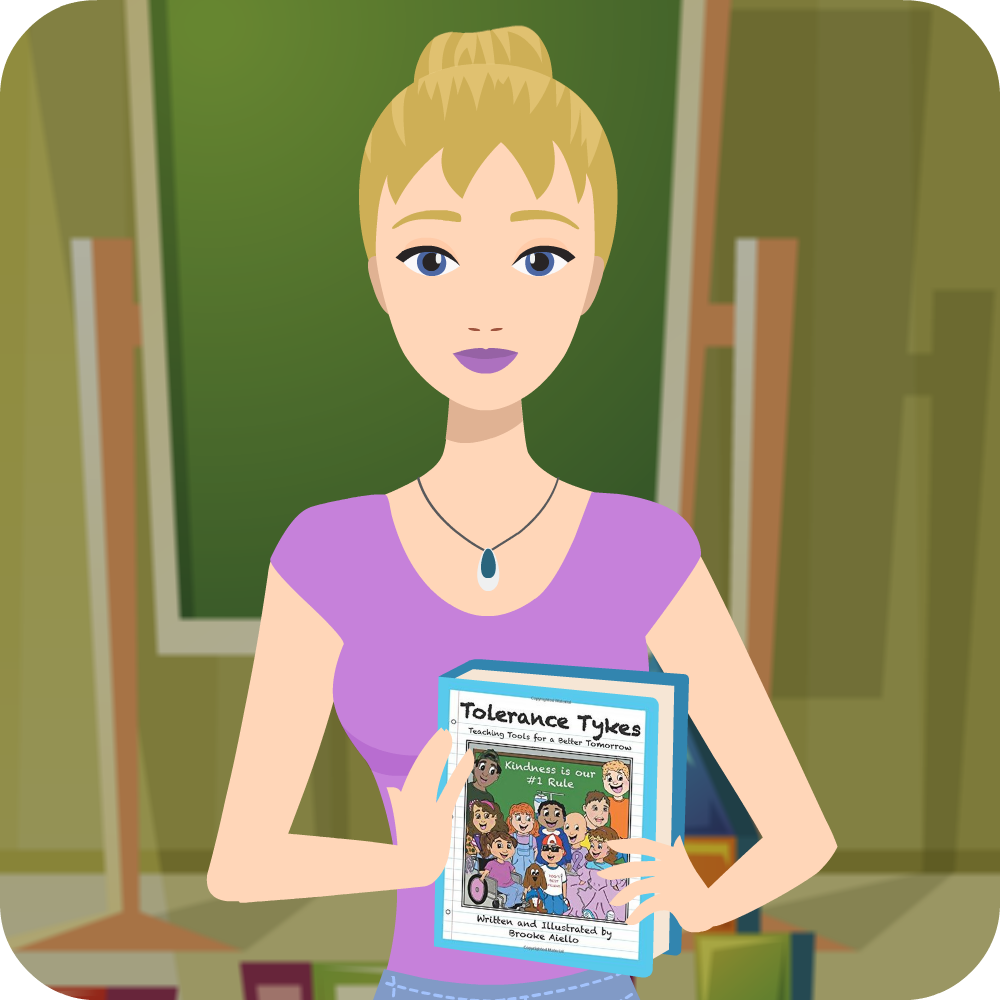 Copyrighted Material
Tolerance Tykes
Teaching Tools for a Better Tomorrow
Kindness is our
#1 Rule
Written and Illustrated by
Brooke Aiello
Copyrighted Material